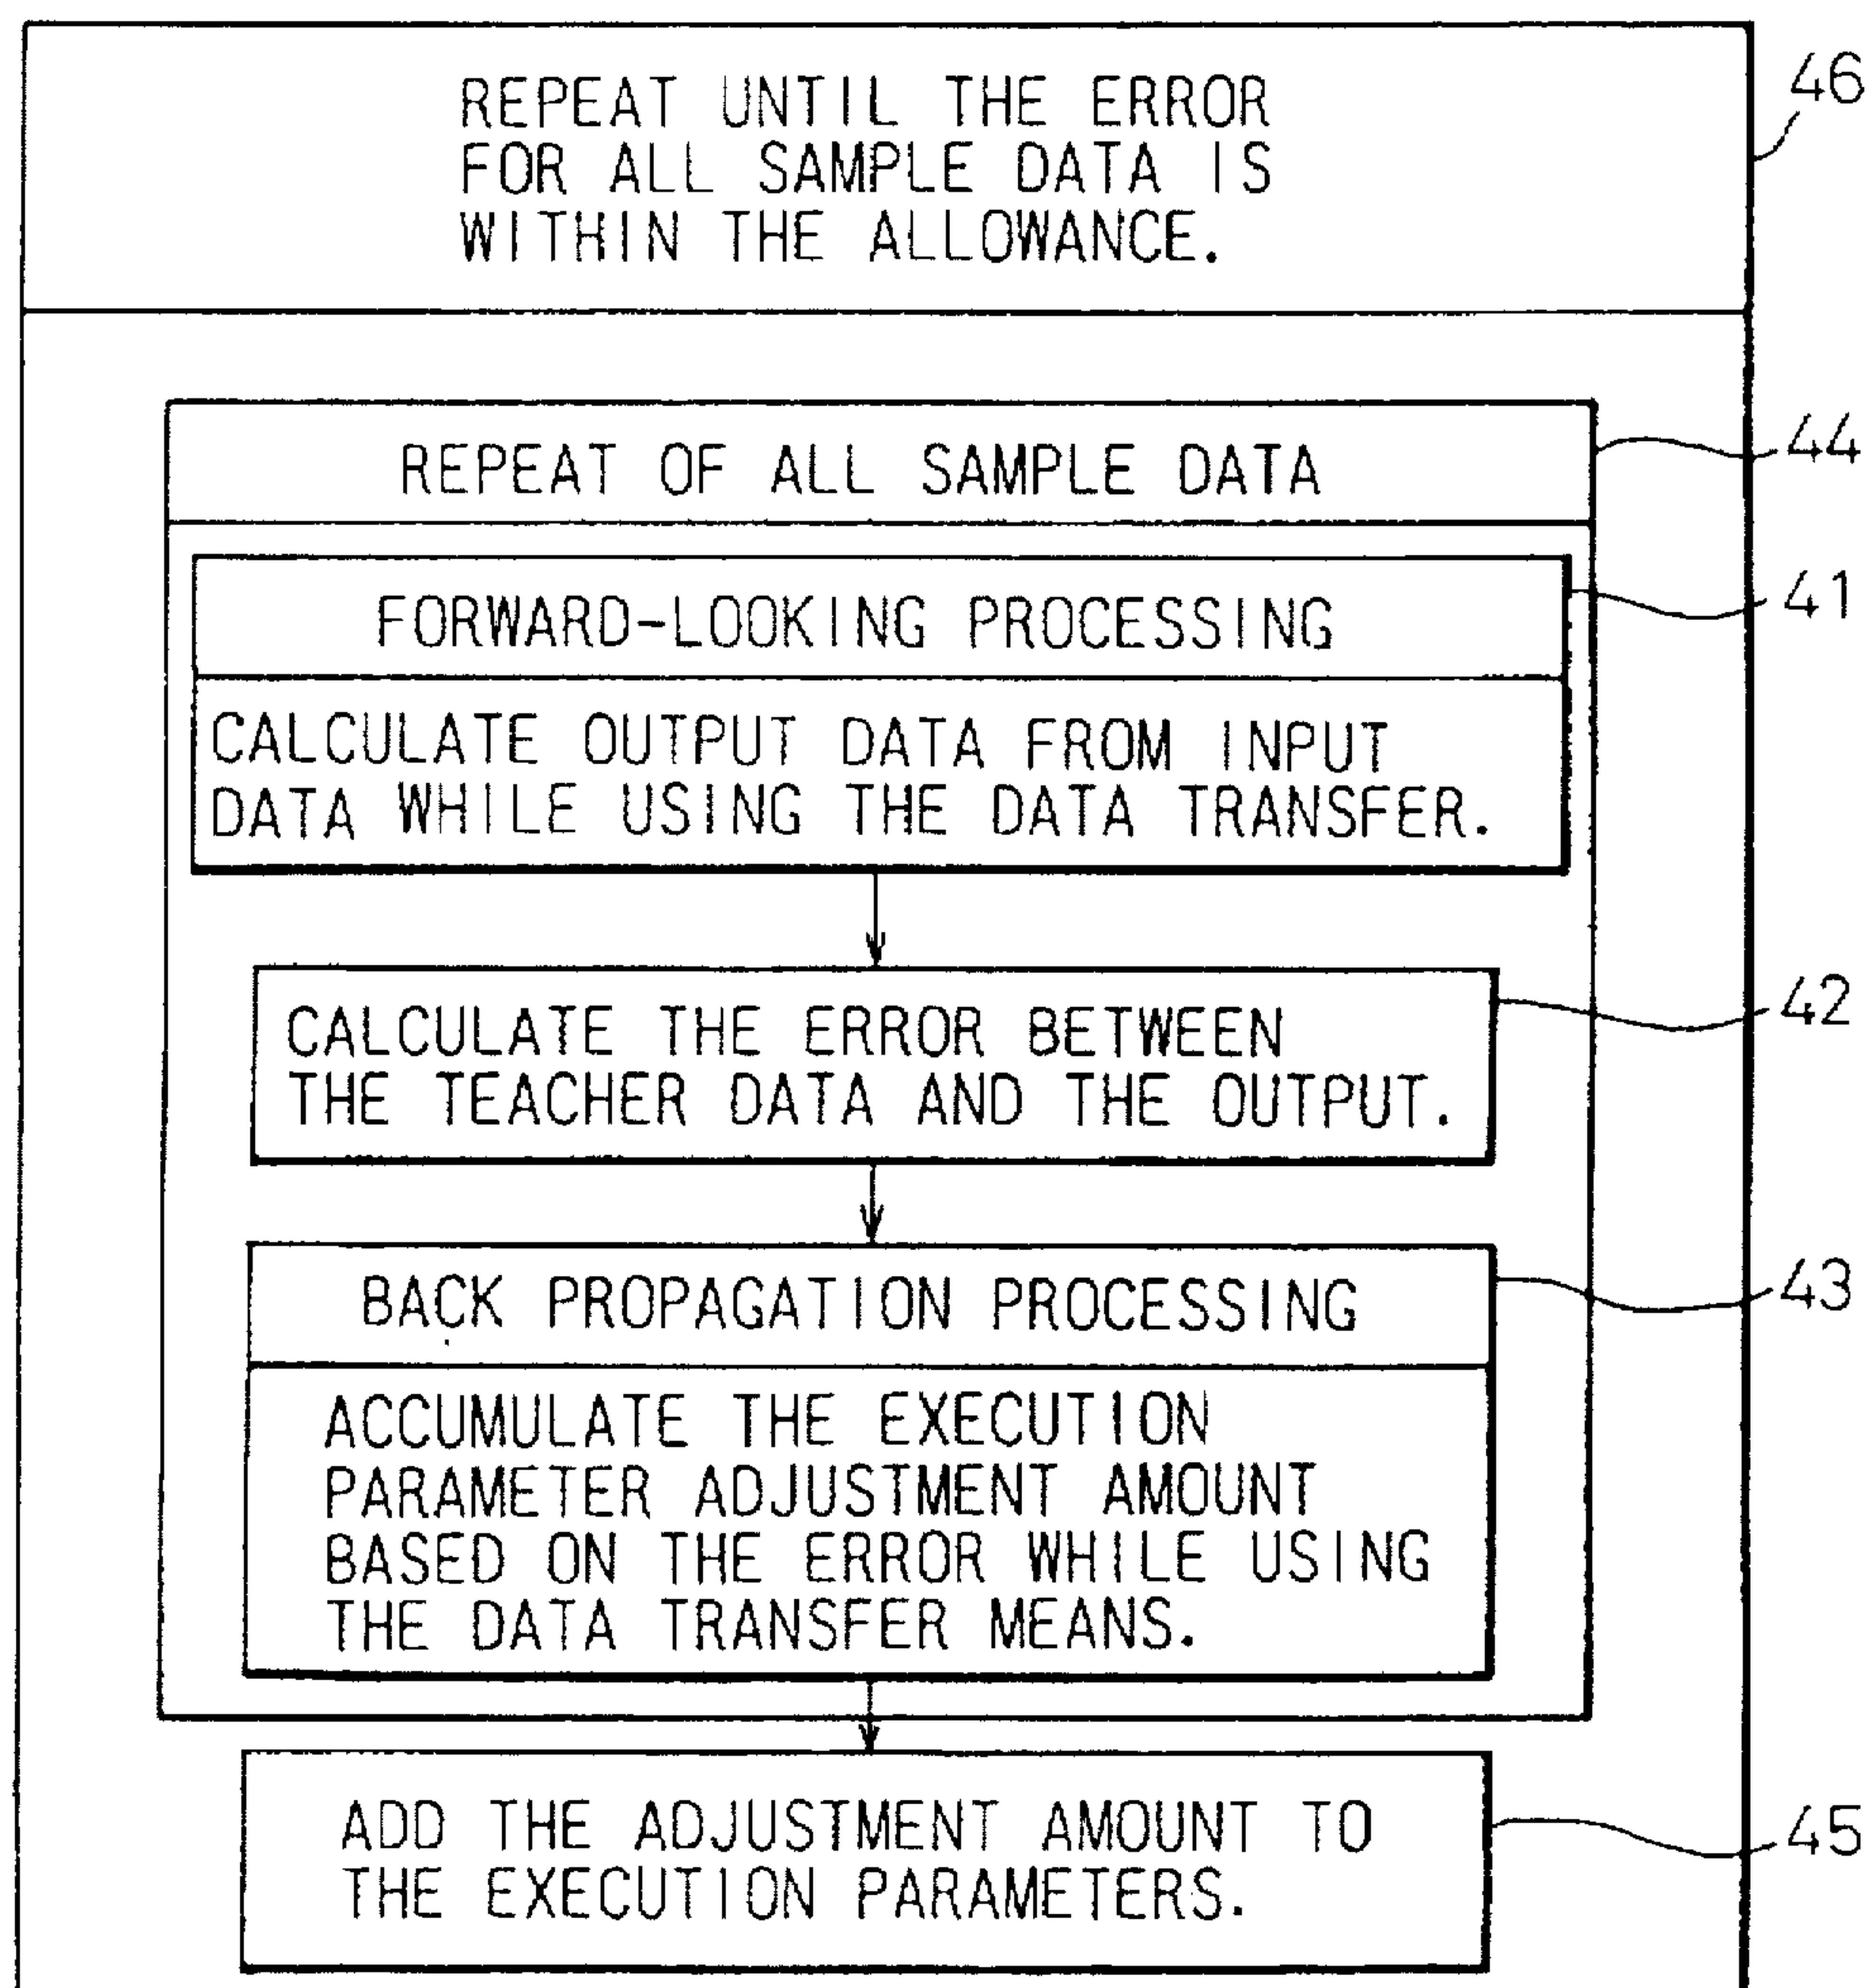 REPEAT UNTIL THE ERROR
FOR ALL SAMPLE DATA IS
WITHIN THE ALLOWANCE.
46
REPEAT OF ALL SAMPLE DATA
44
FORWARD-LOOKING PROCESSING
41
CALCULATE OUTPUT DATA FROM INPUT
DATA WHILE USING THE DATA TRANSFER.
CALCULATE THE ERROR BETWEEN
THE TEACHER DATA AND THE OUTPUT.
42
BACK PROPAGATION PROCESSING
43
ACCUMULATE THE EXECUTION
PARAMETER ADJUSTMENT AMOUNT
BASED ON THE ERROR WHILE USING
THE DATA TRANSFER MEANS.
ADD THE ADJUSTMENT AMOUNT TO
THE EXECUTION PARAMETERS.
45